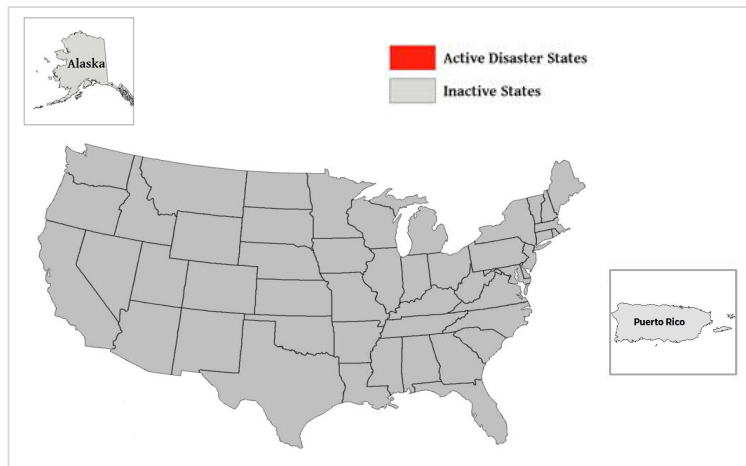 Alaska
Active Disaster States
Inactive States
Puerto Rico